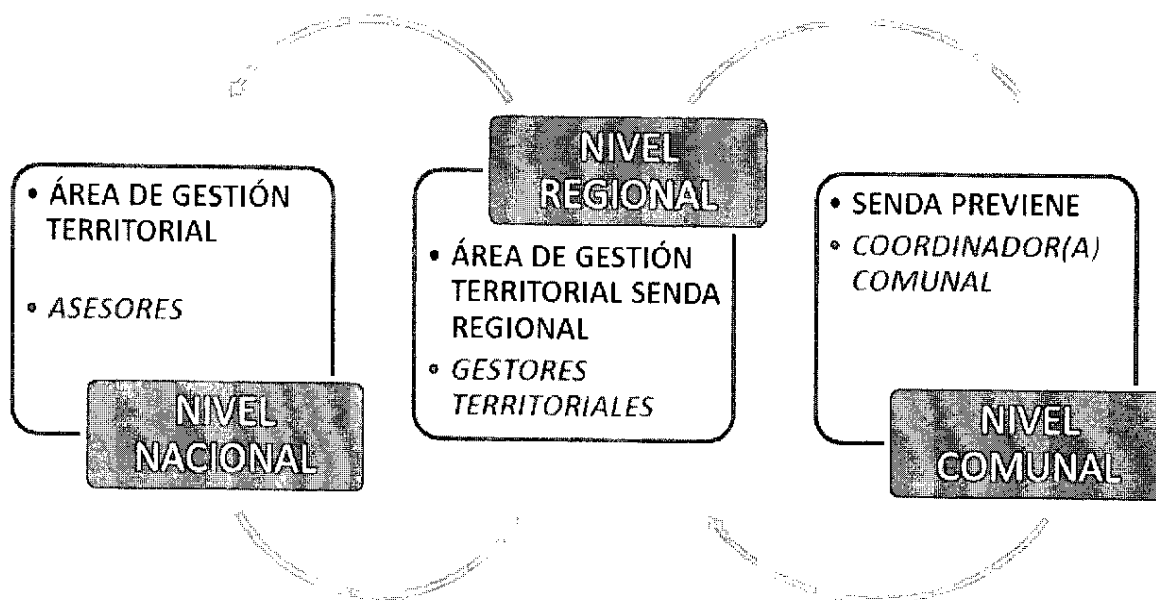 • ÁREA DE GESTIÓN
TERRITORIAL
• ASESORES
NIVEL
NACIONAL
NIVEL
REGIONAL
• ÁREA DE GESTIÓN
TERRITORIAL SENDA
REGIONAL
• GESTORES
TERRITORIALES
• SENDA PREVIENE
• COORDINADOR(A)
COMUNAL
NIVEL
COMUNAL